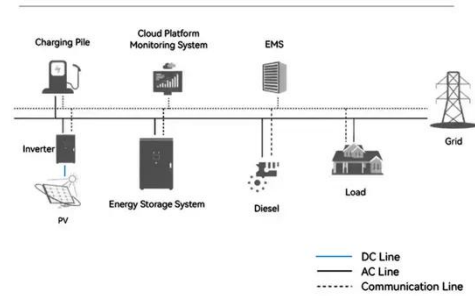 Charging Pile
Cloud Platform
Monitoring System
EMS
Grid
Inverter
PV
Energy Storage System
Diesel
Load
DC Line
AC Line
Communication Line